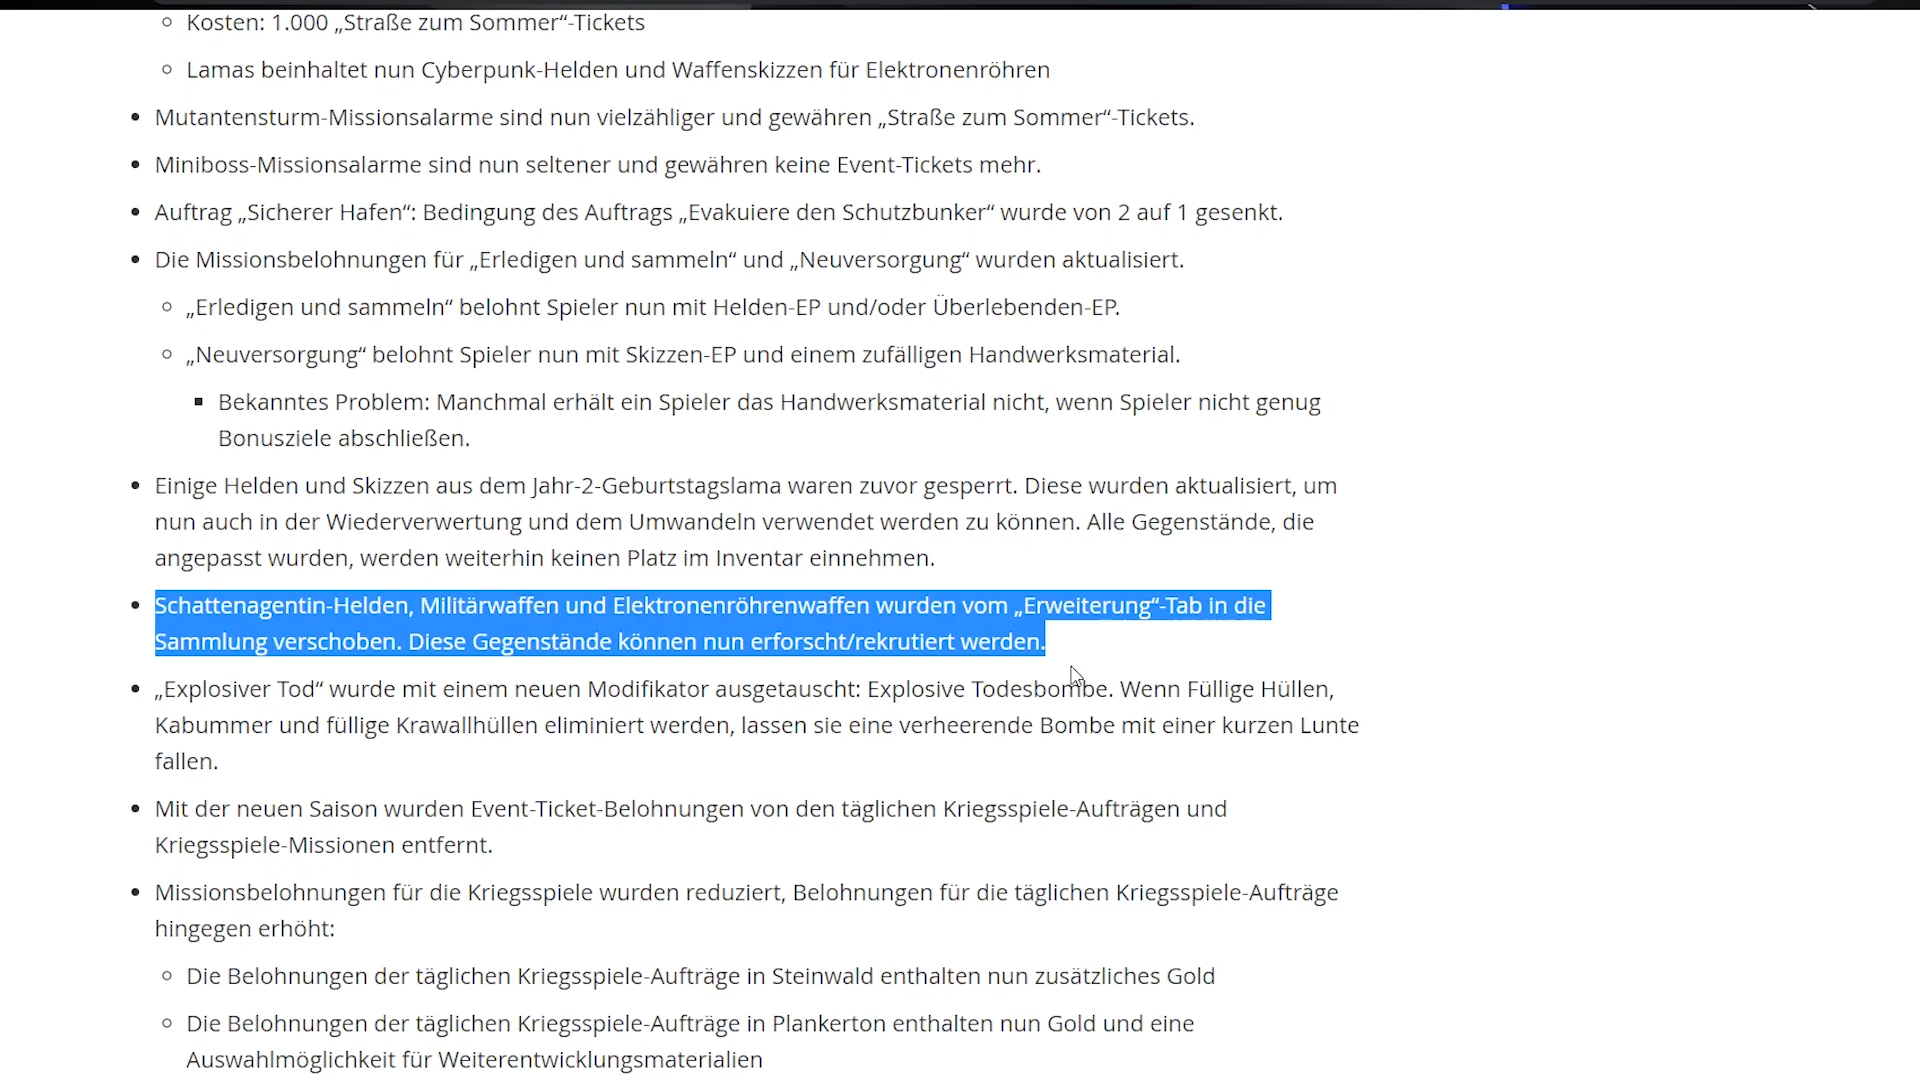 Kosten: 1.000 „Straße zum Sommer“-Tickets
Lamas beinhaltet nun Cyberpunk-Helden und Waffenskizzen für Elektronenröhren
Mutantensturm-Missionsalarme sind nun vielzähliger und gewähren „Straße zum Sommer“-Tickets.
Miniboss-Missionsalarme sind nun seltener und gewähren keine Event-Tickets mehr.
Auftrag „Sicherer Hafen“: Bedingung des Auftrags „Evakuiere den Schutzbunker“ wurde von 2 auf 1 gesenkt.
Die Missionsbelohnungen für „Erledigen und sammeln“ und „Neuversorgung“ wurden aktualisiert.
„Erledigen und sammeln“ belohnt Spieler nun mit Helden-EP und/oder Überlebenden-EP.
„Neuversorgung“ belohnt Spieler nun mit Skizzen-EP und einem zufälligen Handwerksmaterial.
Bekanntes Problem: Manchmal erhält ein Spieler das Handwerksmaterial nicht, wenn Spieler nicht genug
Bonusziele abschließen.
Einige Helden und Skizzen aus dem Jahr-2-Geburtstagslama waren zuvor gesperrt. Diese wurden aktualisiert, um
nun auch in der Wiederverwertung und dem Umwandeln verwendet werden zu können. Alle Gegenstände, die
angepasst wurden, werden weiterhin keinen Platz im Inventar einnehmen.
Schattenagentin-Helden, Militärwaffen und Elektronenröhrenwaffen wurden vom „Erweiterung“-Tab in die
Sammlung verschoben. Diese Gegenstände können nun erforscht/rekrutiert werden.
„Explosiver Tod“ wurde mit einem neuen Modifikator ausgetauscht: Explosive Todesbombe. Wenn Füllige Hüllen,
Kabummer und füllige Krawallhüllen eliminiert werden, lassen sie eine verheerende Bombe mit einer kurzen Lunte
fallen.
Mit der neuen Saison wurden Event-Ticket-Belohnungen von den täglichen Kriegsspiele-Aufträgen und
Kriegsspiele-Missionen entfernt.
Missionsbelohnungen für die Kriegsspiele wurden reduziert, Belohnungen für die täglichen Kriegsspiele-Aufträge
hingegen erhöht:
Die Belohnungen der täglichen Kriegsspiele-Aufträge in Steinwald enthalten nun zusätzliches Gold
Die Belohnungen der täglichen Kriegsspiele-Aufträge in Plankerton enthalten nun Gold und eine
Auswahlmöglichkeit für Weiterentwicklungsmaterialien